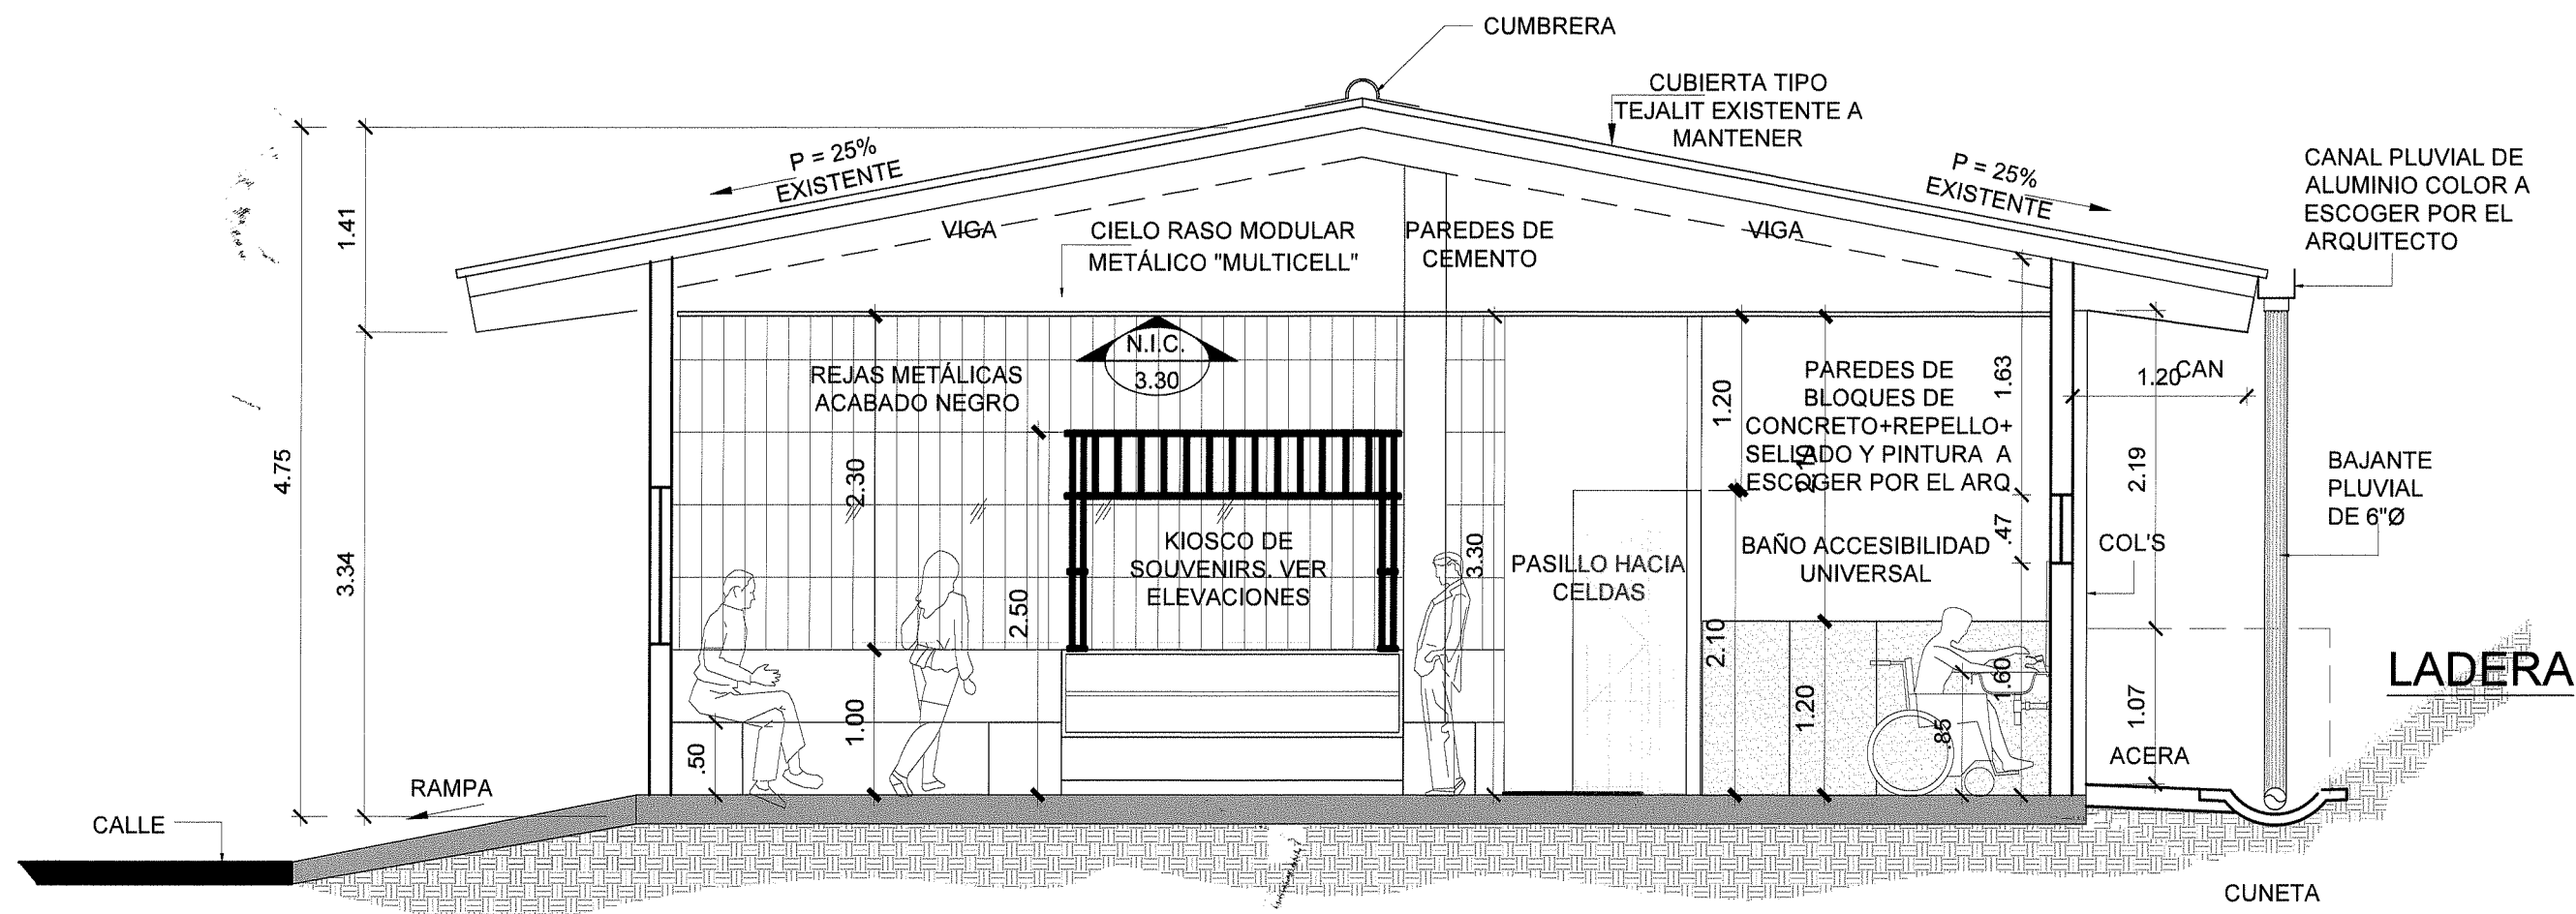 CUMBRERA
CUBIERTA TIPO
TEJALIT EXISTENTE A
MANTENER
P = 25%
EXISTENTE
P = 25%
EXISTENTE
CANAL PLUVIAL DE
ALUMINIO COLOR A
ESCOGER POR EL
ARQUITECTO
1.41
VIGA
CIELO RASO MODULAR
METÁLICO "MULTICELL"
PAREDES DE
CEMENTO
VIGA
N.I.C.
3.30
REJAS METÁLICAS
ACABADO NEGRO
1.20
PAREDES DE
BLOQUES DE
CONCRETO+REPELLO+
SELLADO Y PINTURA A
ESCOGER POR EL ARQ
2.10
1.63
1.20
CAN
4.75
2.30
2.19
BAJANTE
PLUVIAL
DE 6"Ø
3.34
2.50
KIOSCO DE
SOUVENIRS. VER
ELEVACIONES
3.30
PASILLO HACIA
CELDAS
BAÑO ACCESIBILIDAD
UNIVERSAL
.47
COL'S
2.10
1.20
1.60
.85
1.07
LADERA
.50
1.00
ACERA
RAMPA
CALLE
CUNETA